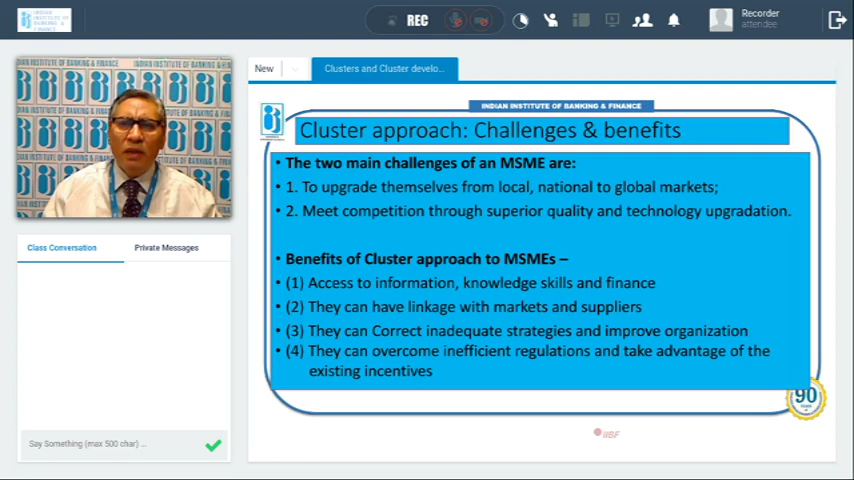 INDIAN
INSTITUTE OF
BANKING &
FINANCE
REC
Recorder
attendee
New
Clusters and Cluster develo...
INDIAN INSTITUTE OF BANKING & FINANCE
Cluster approach: Challenges & benefits
• The two main challenges of an MSME are:
• 1. To upgrade themselves from local, national to global markets;
• 2. Meet competition through superior quality and technology upgradation.
• Benefits of Cluster approach to MSMEs –
• (1) Access to information, knowledge skills and finance
• (2) They can have linkage with markets and suppliers
• (3) They can Correct inadequate strategies and improve organization
• (4) They can overcome inefficient regulations and take advantage of the
existing incentives
90
IIBF
Class Conversation
Private Messages
Say Something (max 500 char) ...